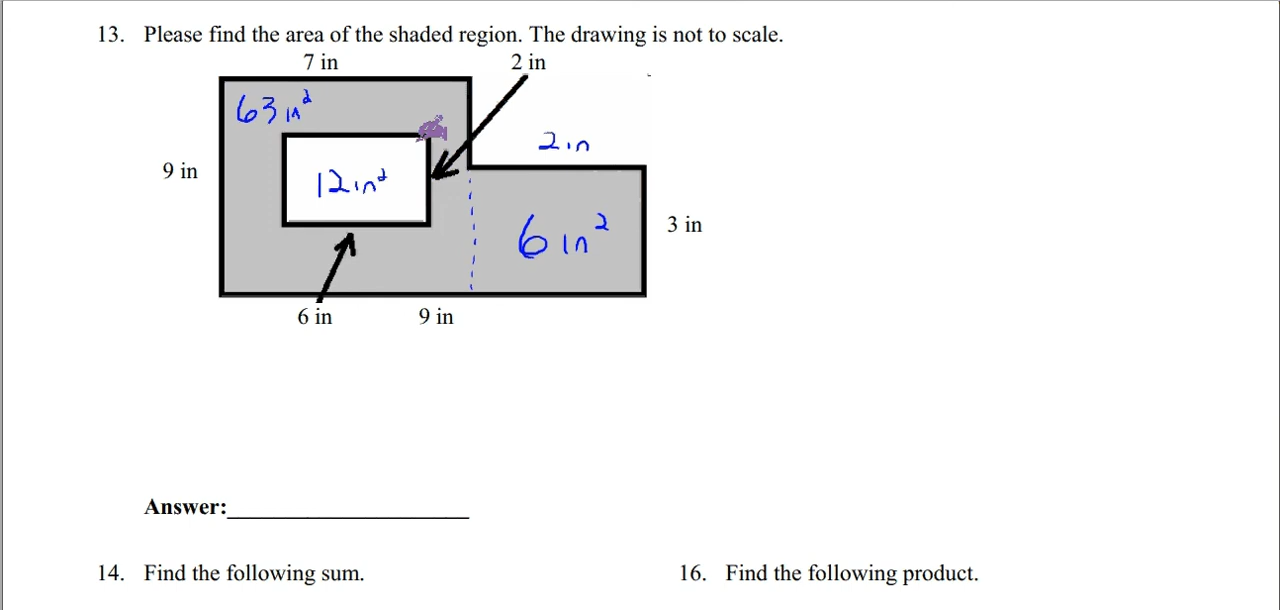 13. Please find the area of the shaded region. The drawing is not to scale.
7 in 2 in
63 in²
2 in
9 in 12 in²
6 in² 3 in
6 in 9 in
Answer:
14. Find the following sum. 16. Find the following product.